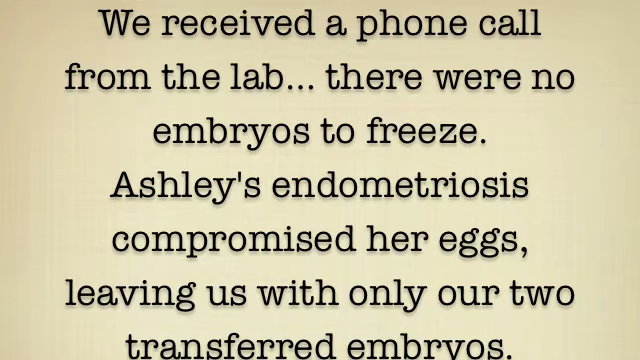 We received a phone call
from the lab... there were no
embryos to freeze.
Ashley's endometriosis
compromised her eggs,
leaving us with only our two
transferred embryos.